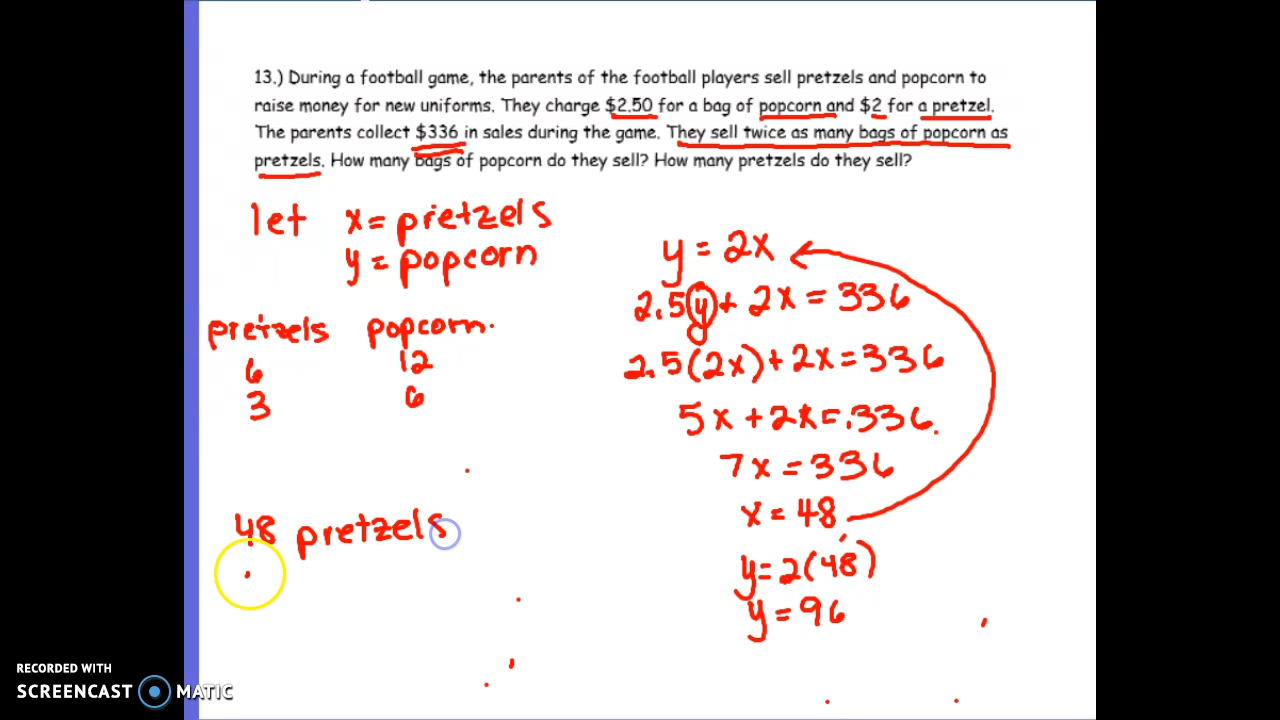 13.) During a football game, the parents of the football players sell pretzels and popcorn to
raise money for new uniforms. They charge $2.50 for a bag of popcorn and $2 for a pretzel.
The parents collect $336 in sales during the game. They sell twice as many bags of popcorn as
pretzels. How many bags of popcorn do they sell? How many pretzels do they sell?
let x = pretzels
y = popcorn
pretzels popcorn
6 12
3 6
48 pretzels
y = 2x
2.5y + 2x = 336
2.5(2x) + 2x = 336
5x + 2x = 336
7x = 336
x = 48
y = 2(48)
y = 96
RECORDED WITH
SCREENCAST MATIC